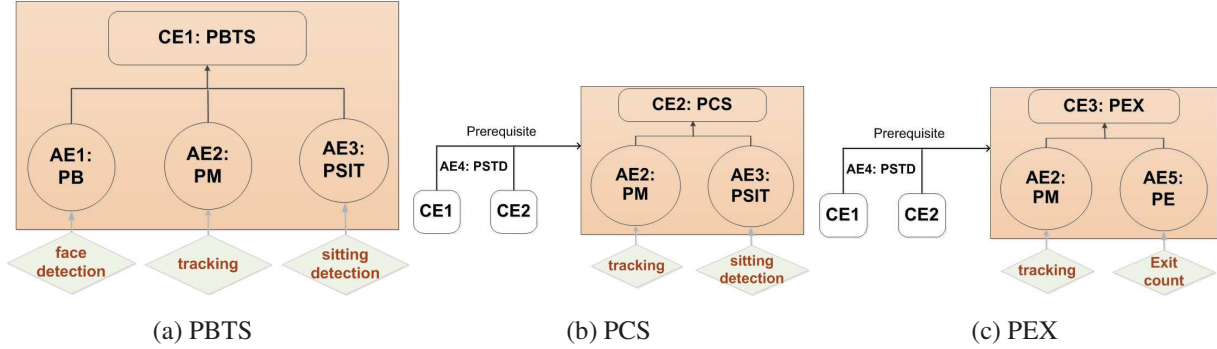 CE1: PBTS
AE1:
PB
AE2:
PM
AE3:
PSIT
face
detection
tracking
sitting
detection
(a) PBTS
Prerequisite
AE4: PSTD
CE1
CE2
CE2: PCS
AE2:
PM
AE3:
PSIT
tracking
sitting
detection
(b) PCS
Prerequisite
AE4: PSTD
CE1
CE2
CE3: PEX
AE2:
PM
AE5:
PE
tracking
Exit
count
(c) PEX